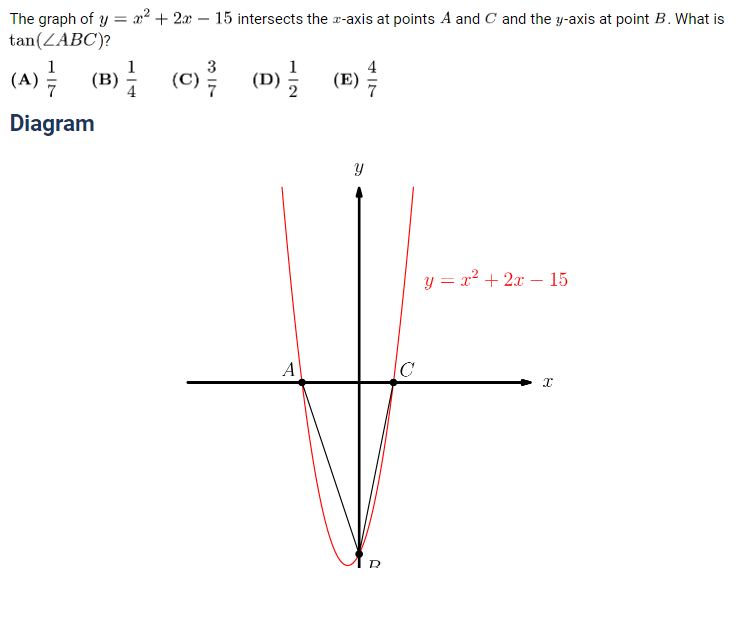 The graph of y = x² + 2x − 15 intersects the x-axis at points A and C and the y-axis at point B. What is
tan(∠ABC)?
(A) 1/7 (B) 1/4 (C) 3/7 (D) 1/2 (E) 4/7
Diagram
y
y = x² + 2x − 15
A
C
x
B